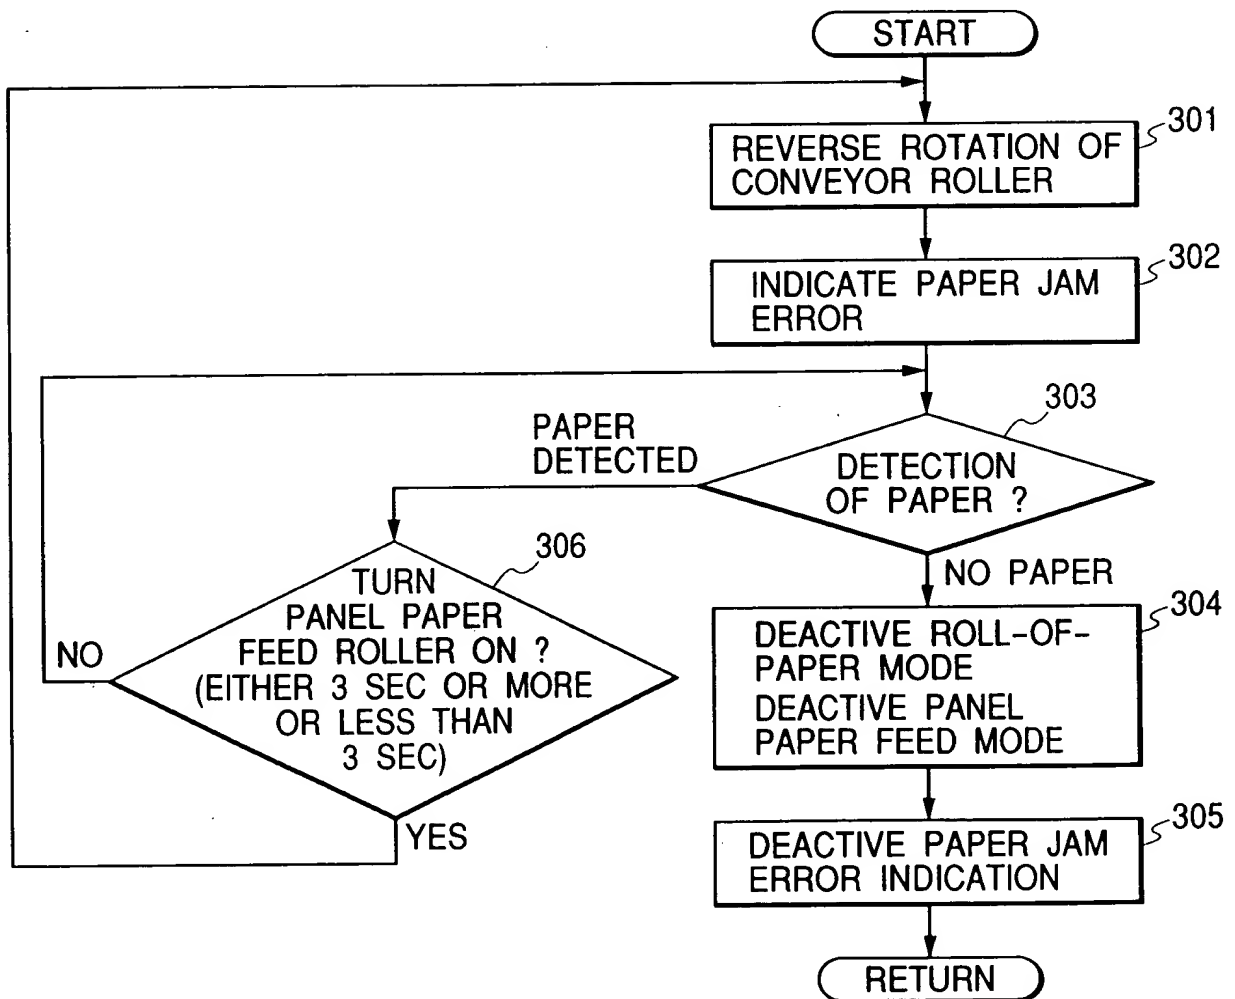 START
301
REVERSE ROTATION OF
CONVEYOR ROLLER
302
INDICATE PAPER JAM
ERROR
303
PAPER
DETECTED
DETECTION
OF PAPER ?
306
NO PAPER
TURN
PANEL PAPER
FEED ROLLER ON ?
(EITHER 3 SEC OR MORE
OR LESS THAN
3 SEC)
NO
YES
304
DEACTIVE ROLL-OF-
PAPER MODE
DEACTIVE PANEL
PAPER FEED MODE
305
DEACTIVE PAPER JAM
ERROR INDICATION
RETURN